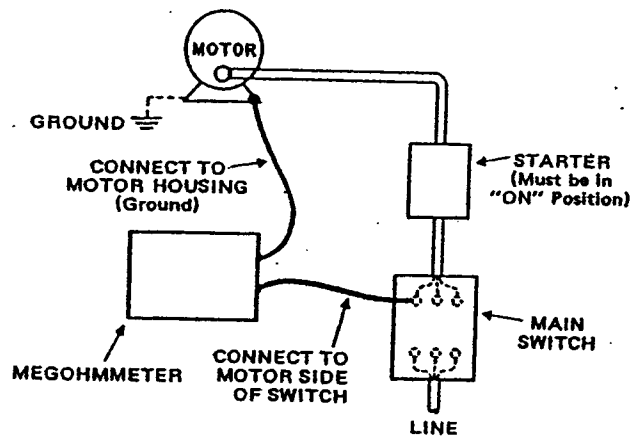 MOTOR
GROUND
CONNECT TO
MOTOR HOUSING
(Ground)
STARTER
(Must be in
"ON" Position)
MAIN
SWITCH
MEGOHMMETER
CONNECT TO
MOTOR SIDE
OF SWITCH
LINE